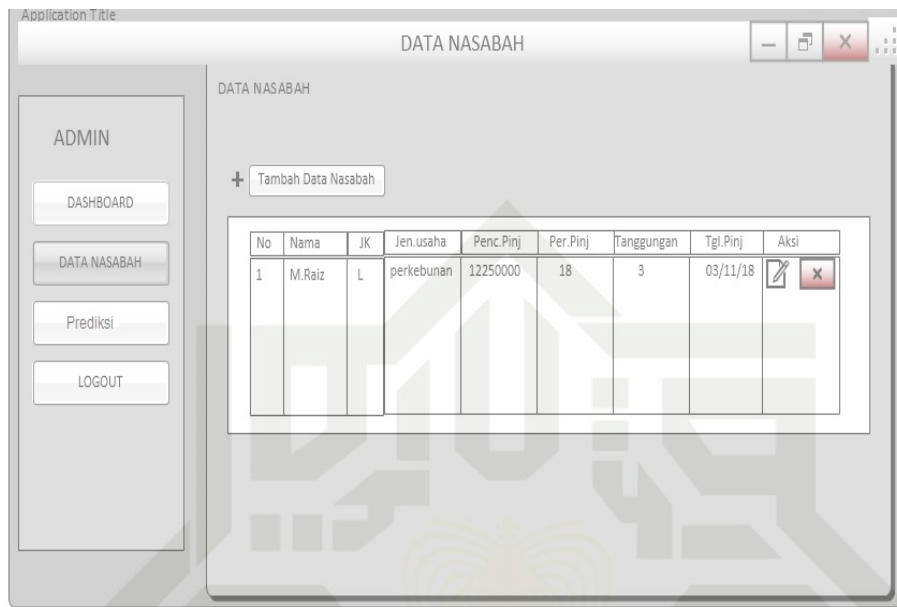 Application Title
DATA NASABAH
DATA NASABAH
ADMIN
DASHBOARD
DATA NASABAH
Prediksi
LOGOUT
+ Tambah Data Nasabah
No Nama JK Jen.usaha Penc.Pinj Per.Pinj Tanggungan Tgl.Pinj Aksi
1 M.Raiz L perkebunan 12250000 18 3 03/11/18